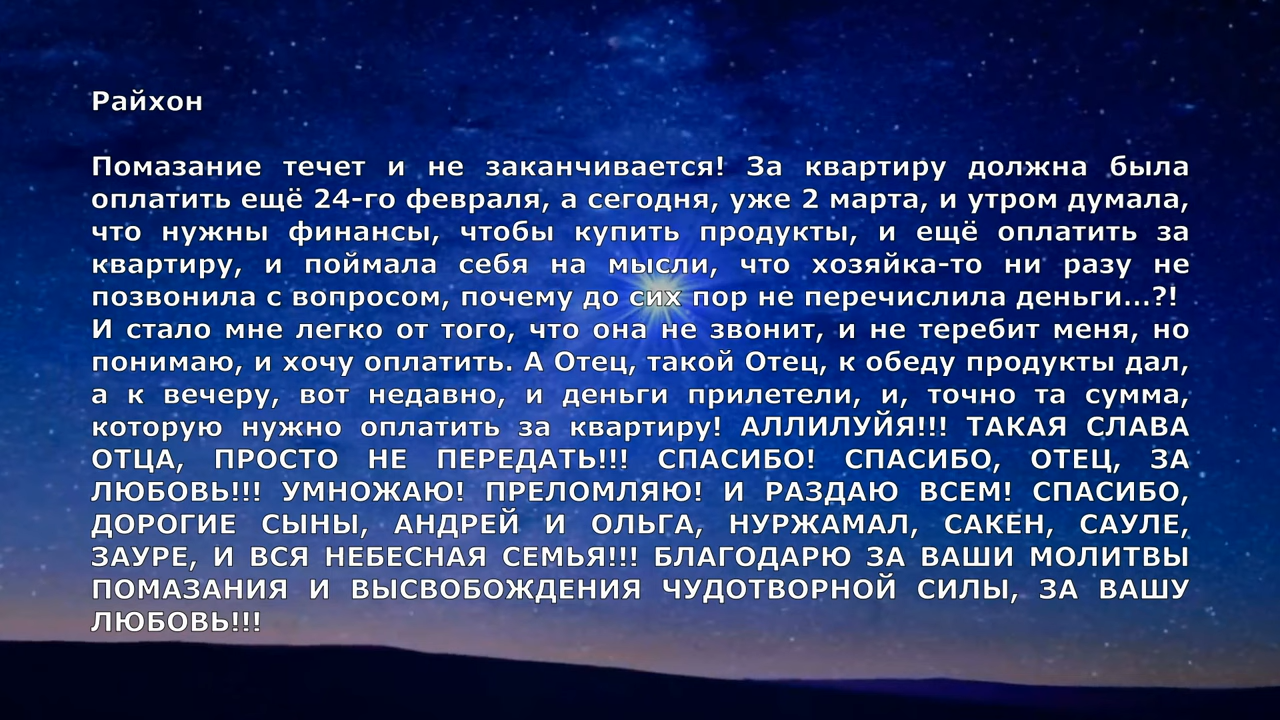 Райхон
Помазание течет и не заканчивается! За квартиру должна была
оплатить ещё 24-го февраля, а сегодня, уже 2 марта, и утром думала,
что нужны финансы, чтобы купить продукты, и ещё оплатить за
квартиру, и поймала себя на мысли, что хозяйка-то ни разу не
позвонила с вопросом, почему до сих пор не перечислила деньги...?!
И стало мне легко от того, что она не звонит, и не теребит меня, но
понимаю, и хочу оплатить. А Отец, такой Отец, к обеду продукты дал,
а к вечеру, вот недавно, и деньги прилетели, и, точно та сумма,
которую нужно оплатить за квартиру! АЛЛИЛУЙЯ!!! ТАКАЯ СЛАВА
ОТЦА, ПРОСТО НЕ ПЕРЕДАТЬ!!! СПАСИБО! СПАСИБО, ОТЕЦ, ЗА
ЛЮБОВЬ!!! УМНОЖАЮ! ПРЕЛОМЛЯЮ! И РАЗДАЮ ВСЕМ! СПАСИБО,
ДОРОГИЕ СЫНЫ, АНДРЕЙ И ОЛЬГА, НУРЖАМАЛ, САКЕН, САУЛЕ,
ЗАУРЕ, И ВСЯ НЕБЕСНАЯ СЕМЬЯ!!! БЛАГОДАРЮ ЗА ВАШИ МОЛИТВЫ
ПОМАЗАНИЯ И ВЫСВОБОЖДЕНИЯ ЧУДОТВОРНОЙ СИЛЫ, ЗА ВАШУ
ЛЮБОВЬ!!!